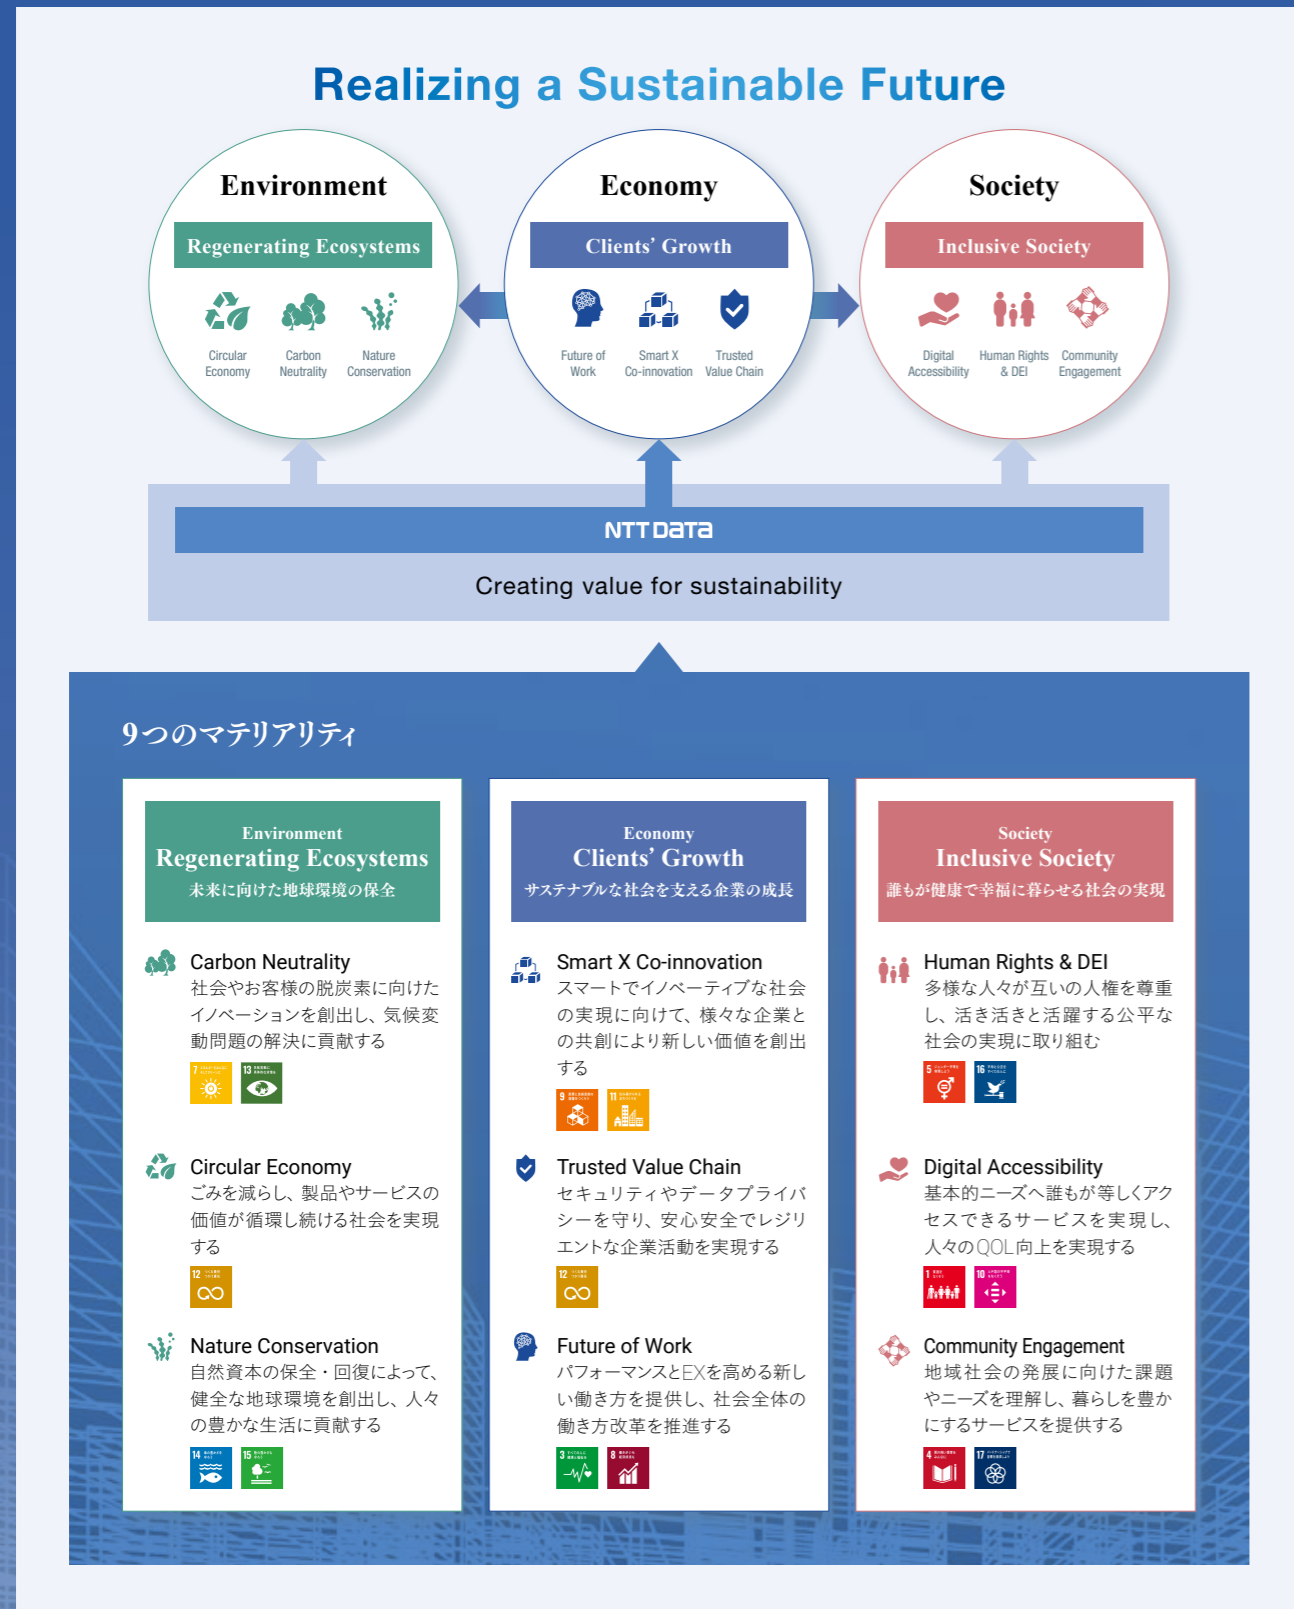 Realizing a Sustainable Future
Environment
Regenerating Ecosystems
Circular
Economy
Carbon
Neutrality
Nature
Conservation
Economy
Clients' Growth
Future of
Work
Smart X
Co-innovation
Trusted
Value Chain
Society
Inclusive Society
Digital
Accessibility
Human Rights
& DEI
Community
Engagement
NTT DATA
Creating value for sustainability
9つのマテリアリティ
Environment
Regenerating Ecosystems
未来に向けた地球環境の保全
Carbon Neutrality
社会やお客様の脱炭素に向けた
イノベーションを創出し、気候変
動問題の解決に貢献する
7
13
Circular Economy
ごみを減らし、製品やサービスの
価値が循環し続ける社会を実現
する
12
Nature Conservation
自然資本の保全・回復によって、
健全な地球環境を創出し、人々
の豊かな生活に貢献する
14
15
Economy
Clients' Growth
サステナブルな社会を支える企業の成長
Smart X Co-innovation
スマートでイノベーティブな社会
の実現に向けて、様々な企業と
の共創により新しい価値を創出
する
9
11
Trusted Value Chain
セキュリティやデータプライバ
シーを守り、安心安全でレジリ
エントな企業活動を実現する
12
Future of Work
パフォーマンスとEXを高める新し
い働き方を提供し、社会全体の
働き方改革を推進する
3
8
Society
Inclusive Society
誰もが健康で幸福に暮らせる社会の実現
Human Rights & DEI
多様な人々が互いの人権を尊重
し、活き活きと活躍する公平な
社会の実現に取り組む
5
16
Digital Accessibility
基本的ニーズへ誰もが等しくアク
セスできるサービスを実現し、
人々のQOL向上を実現する
1
10
Community Engagement
地域社会の発展に向けた課題
やニーズを理解し、暮らしを豊か
にするサービスを提供する
4
17